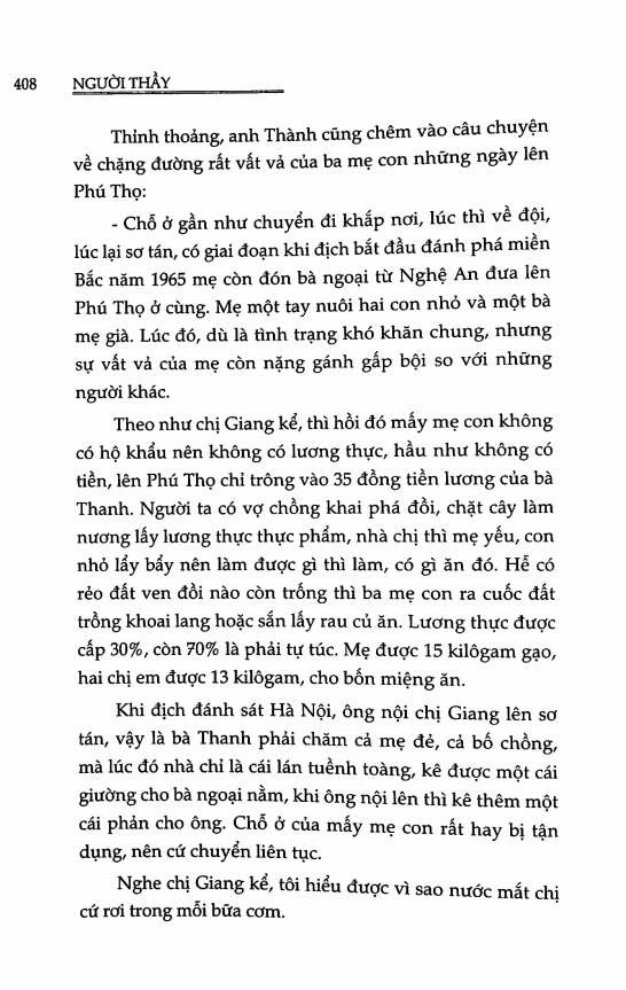 408 NGƯỜI THẦY
Thỉnh thoảng, anh Thành cũng chêm vào câu chuyện
về chặng đường rất vất vả của ba mẹ con những ngày lên
Phú Thọ:
- Chỗ ở gần như chuyển đi khắp nơi, lúc thì về đội,
lúc lại sơ tán, có giai đoạn khi địch bắt đầu đánh phá miền
Bắc năm 1965 mẹ còn đón bà ngoại từ Nghệ An đưa lên
Phú Thọ ở cùng. Mẹ một tay nuôi hai con nhỏ và một bà
mẹ già. Lúc đó, dù là tình trạng khó khăn chung, nhưng
sự vất vả của mẹ còn nặng gánh gấp bội so với những
người khác.
Theo như chị Giang kể, thì hồi đó mấy mẹ con không
có hộ khẩu nên không có lương thực, hầu như không có
tiền, lên Phú Thọ chỉ trông vào 35 đồng tiền lương của bà
Thanh. Người ta có vợ chồng khai phá đồi, chặt cây làm
nương lấy lương thực thực phẩm, nhà chị thì mẹ yếu, con
nhỏ lẩy bẩy nên làm được gì thì làm, có gì ăn đó. Hễ có
rẻo đất ven đồi nào còn trống thì ba mẹ con ra cuốc đất
trồng khoai lang hoặc sắn lấy rau củ ăn. Lương thực được
cấp 30%, còn 70% là phải tự túc. Mẹ được 15 kilôgam gạo,
hai chị em được 13 kilôgam, cho bốn miệng ăn.
Khi địch đánh sát Hà Nội, ông nội chị Giang lên sơ
tán, vậy là bà Thanh phải chăm cả mẹ đẻ, cả bố chồng,
mà lúc đó nhà chỉ là cái lán tuềnh toàng, kê được một cái
giường cho bà ngoại nằm, khi ông nội lên thì kê thêm một
cái phản cho ông. Chỗ ở của mấy mẹ con rất hay bị tận
dụng, nên cứ chuyển liên tục.
Nghe chị Giang kể, tôi hiểu được vì sao nước mắt chị
cứ rơi trong mỗi bữa cơm.